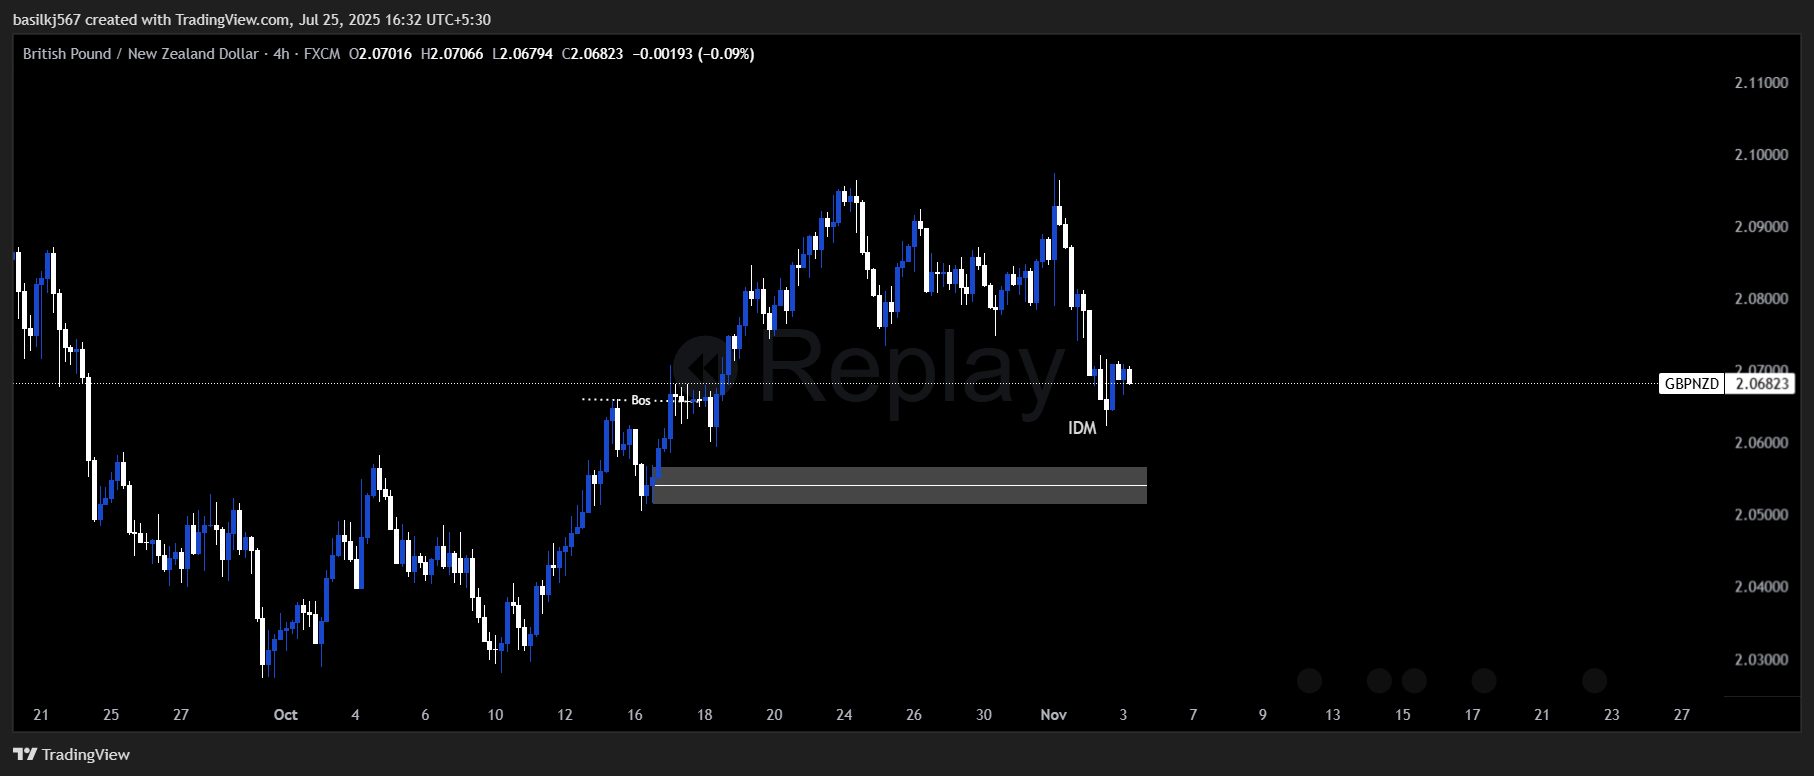 basilkj567 created with TradingView.com, Jul 25, 2025 16:32 UTC+5:30
British Pound / New Zealand Dollar · 4h · FXCM O2.07016 H2.07066 L2.06794 C2.06823 −0.00193 (−0.09%)
2.11000
2.10000
2.09000
2.08000
Replay
2.07000
GBPNZD 2.06823
Bos
IDM
2.06000
2.05000
2.04000
2.03000
21 25 27 Oct 4 6 10 12 16 18 20 24 26 30 Nov 3 7 9 13 15 17 21 23 27
TradingView